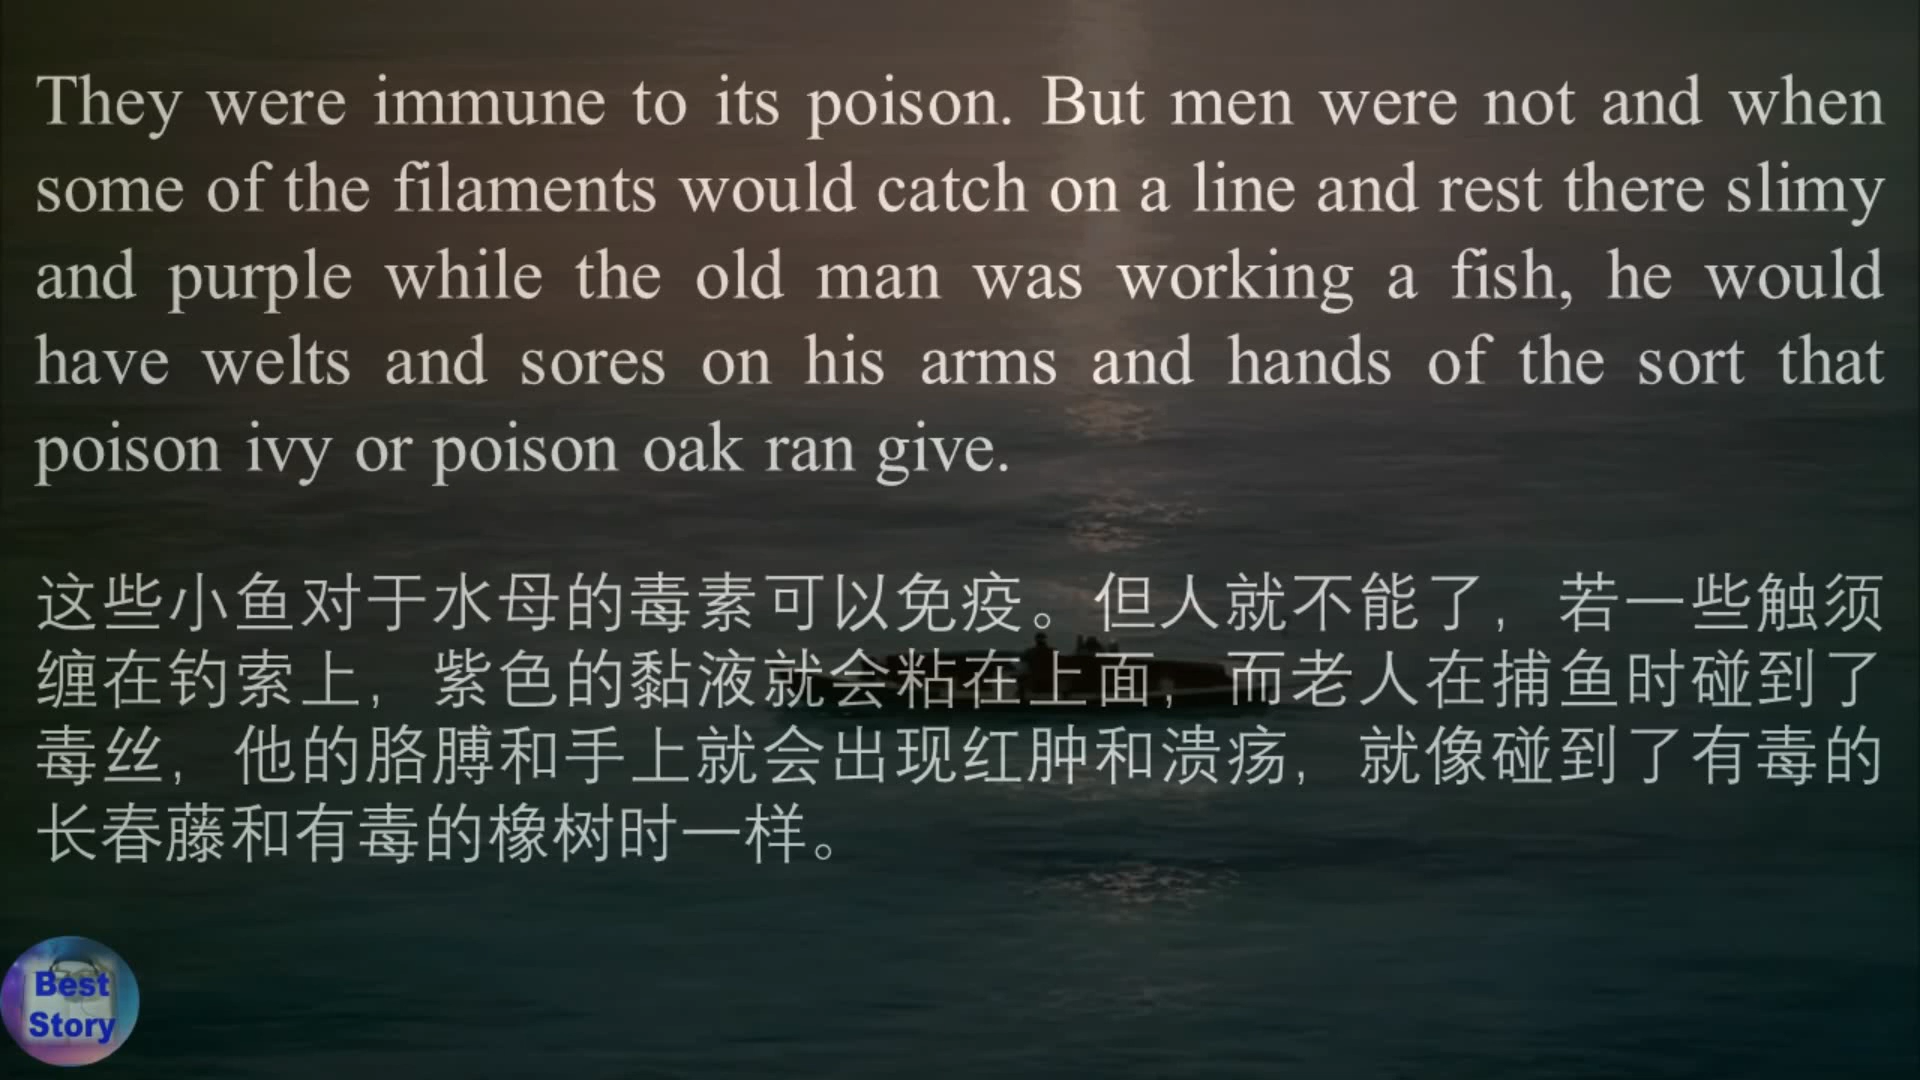 They were immune to its poison. But men were not and when
some of the filaments would catch on a line and rest there slimy
and purple while the old man was working a fish, he would
have welts and sores on his arms and hands of the sort that
poison ivy or poison oak ran give.
这些小鱼对于水母的毒素可以免疫。但人就不能了，若一些触须
缠在钓索上，紫色的黏液就会粘在上面，而老人在捕鱼时碰到了
毒丝，他的胳膊和手上就会出现红肿和溃疡，就像碰到了有毒的
长春藤和有毒的橡树时一样。
Best
Story